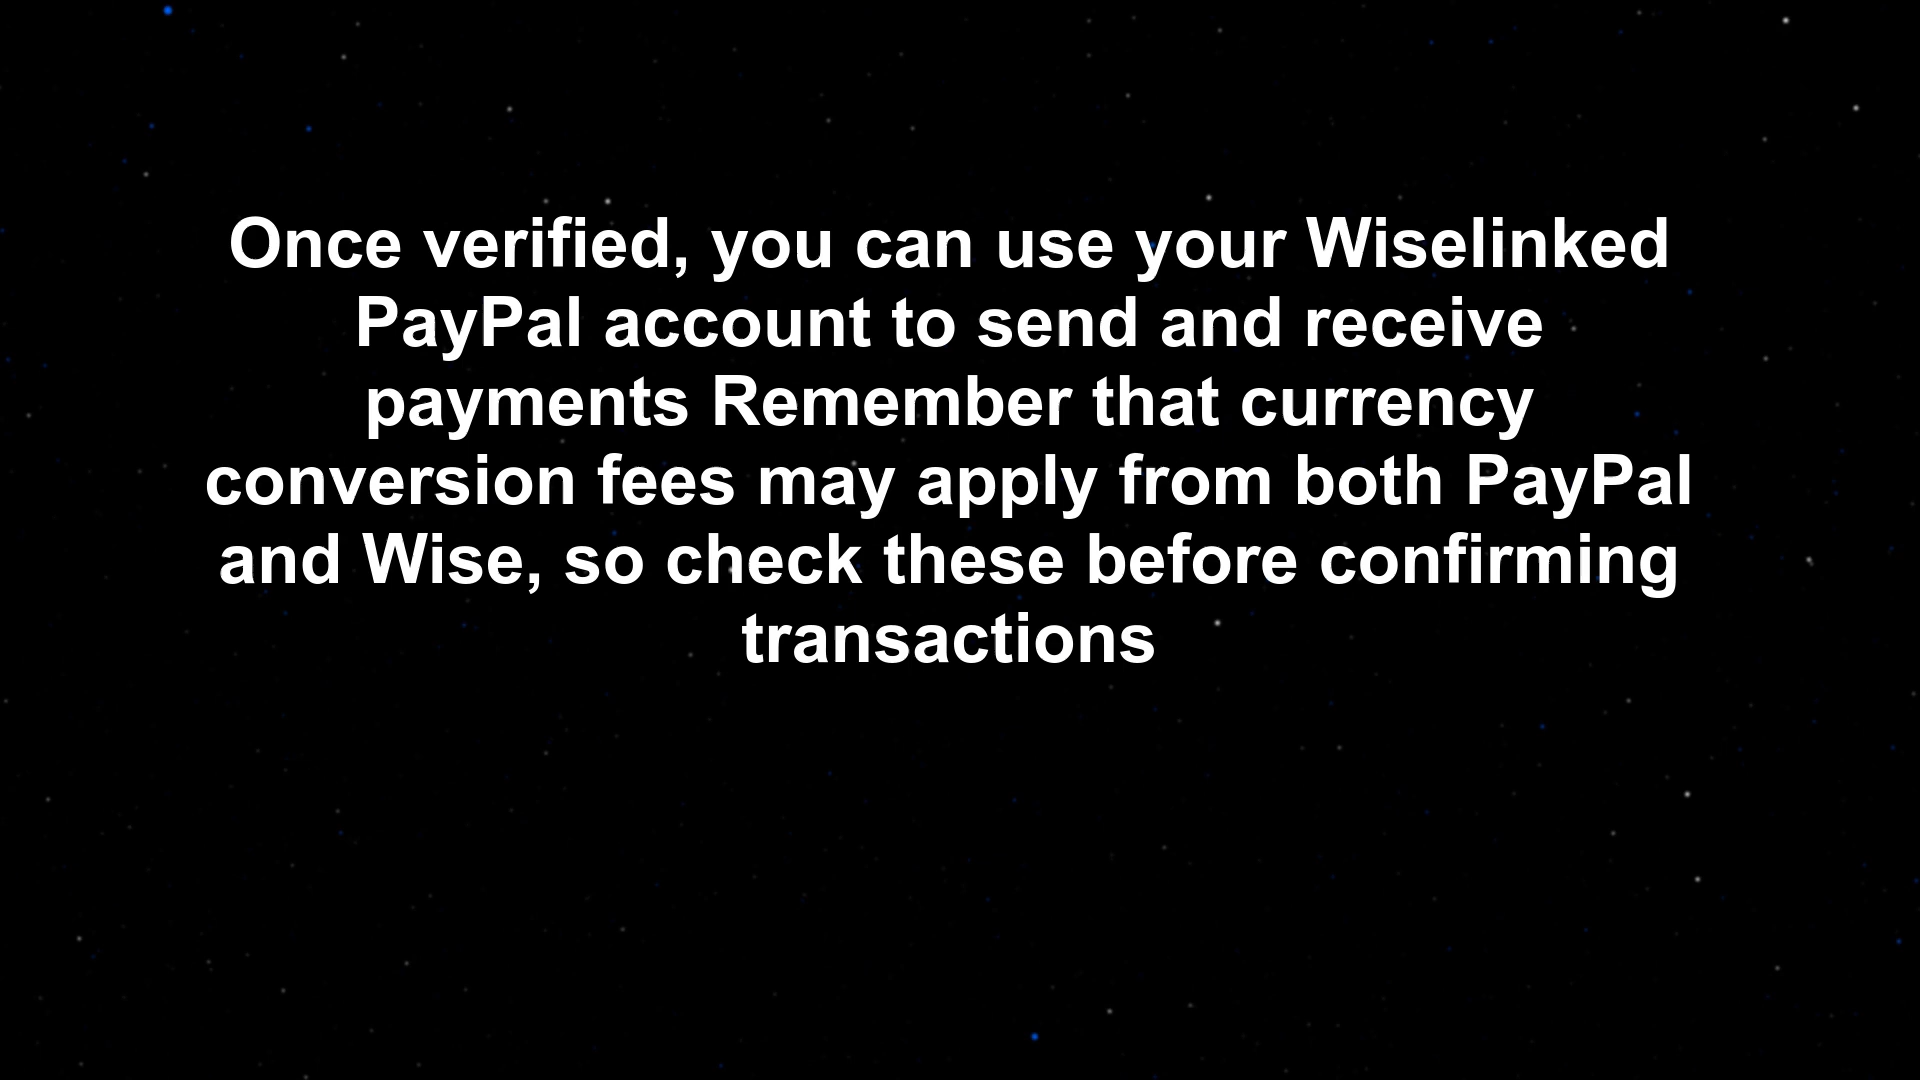 Once verified, you can use your Wiselinked
PayPal account to send and receive
payments Remember that currency
conversion fees may apply from both PayPal
and Wise, so check these before confirming
transactions